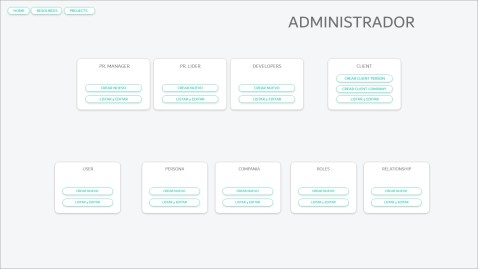 HOME RESOURCES PROJECTS
ADMINISTRADOR
PR. MANAGER PR. LIDER DEVELOPERS CLIENT
CREAR CLIENT PERSON
CREAR NUEVO CREAR NUEVO CREAR NUEVO CREAR CLIENT COMPANY
LISTAR y EDITAR LISTAR y EDITAR LISTAR y EDITAR LISTAR y EDITAR
USER PERSONA COMPANIA ROLES RELATIONSHIP
CREAR NUEVO CREAR NUEVO CREAR NUEVO CREAR NUEVO CREAR NUEVO
LISTAR y EDITAR LISTAR y EDITAR LISTAR y EDITAR LISTAR y EDITAR LISTAR y EDITAR